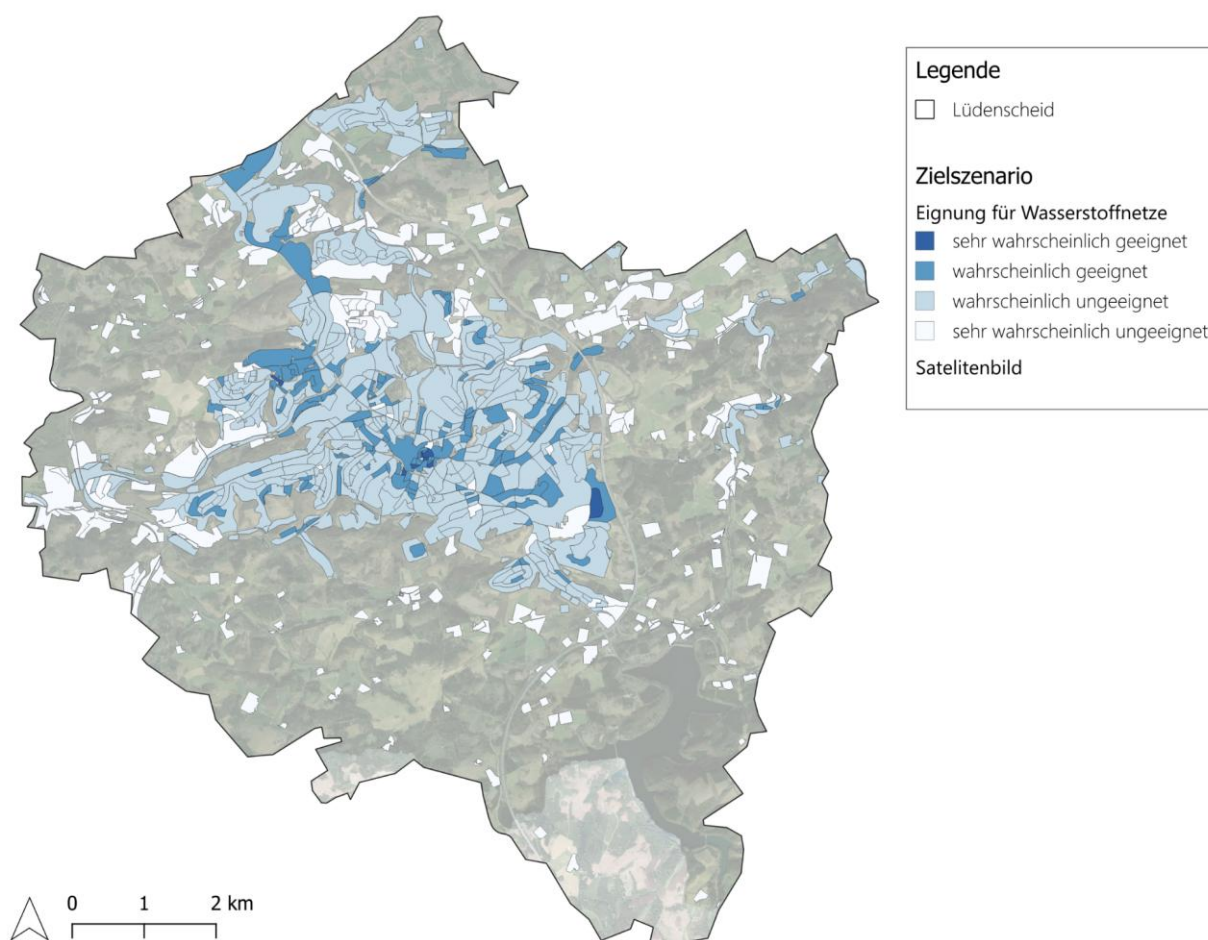 Legende
Lüdenscheid
Zielszenario
Eignung für Wasserstoffnetze
sehr wahrscheinlich geeignet
wahrscheinlich geeignet
wahrscheinlich ungeeignet
sehr wahrscheinlich ungeeignet
Satelitenbild
0 1 2 km